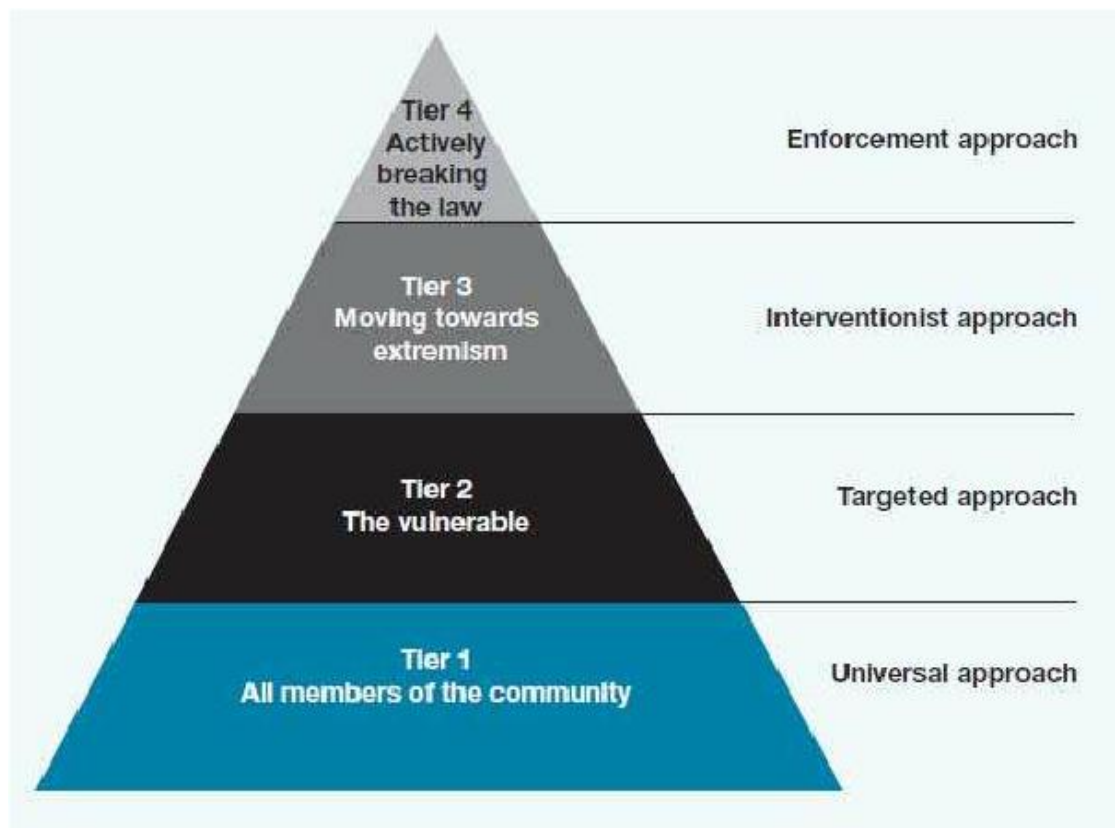 Tier 4
Actively
breaking
the law
Enforcement approach
Tier 3
Moving towards
extremism
Interventionist approach
Tier 2
The vulnerable
Targeted approach
Tier 1
All members of the community
Universal approach